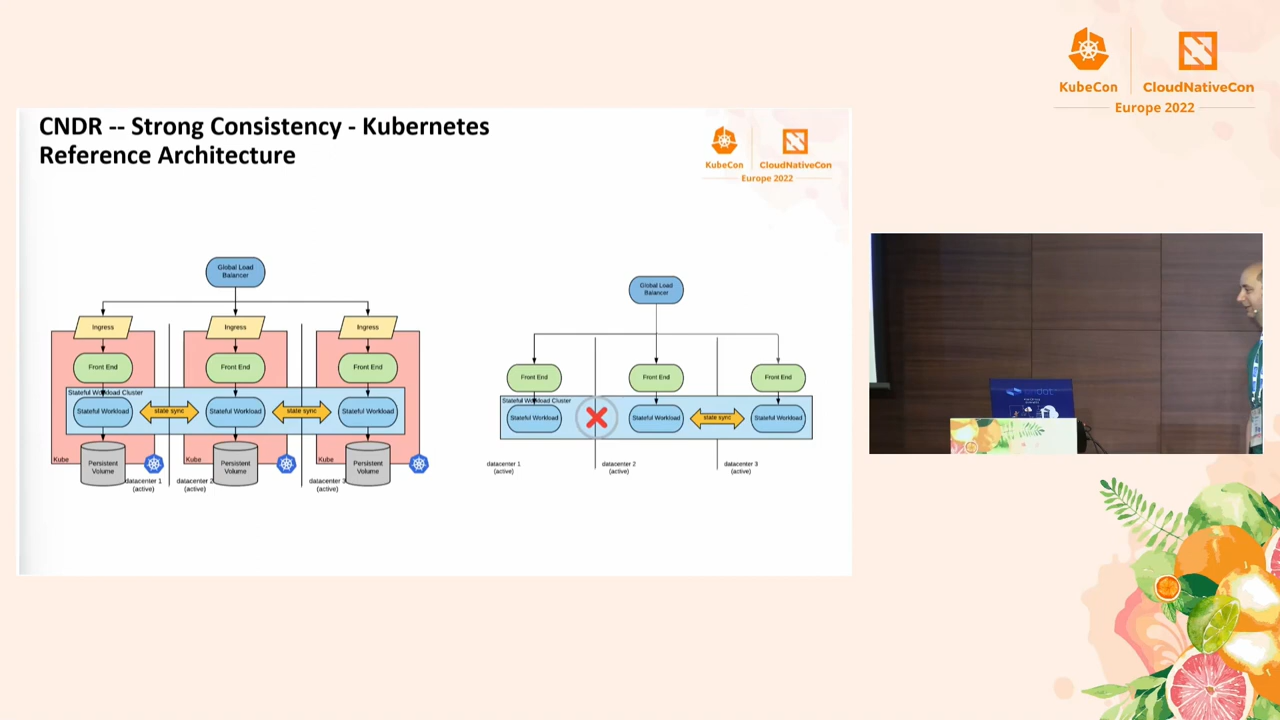 KubeCon
CloudNativeCon
Europe 2022
CNDR -- Strong Consistency - Kubernetes
Reference Architecture
KubeCon
CloudNativeCon
Europe 2022
Global Load
Balancer
Ingress
Ingress
Ingress
Front End
Front End
Front End
Stateful Workload Cluster
Stateful Workload
state sync
Stateful Workload
state sync
Stateful Workload
Kube
Persistent
Volume
Kube
Persistent
Volume
Kube
Persistent
Volume
datacenter 1
(active)
datacenter 2
(active)
datacenter 3
(active)
Global Load
Balancer
Front End
Front End
Front End
Stateful Workload Cluster
Stateful Workload
Stateful Workload
state sync
Stateful Workload
datacenter 1
(active)
datacenter 2
(active)
datacenter 3
(active)